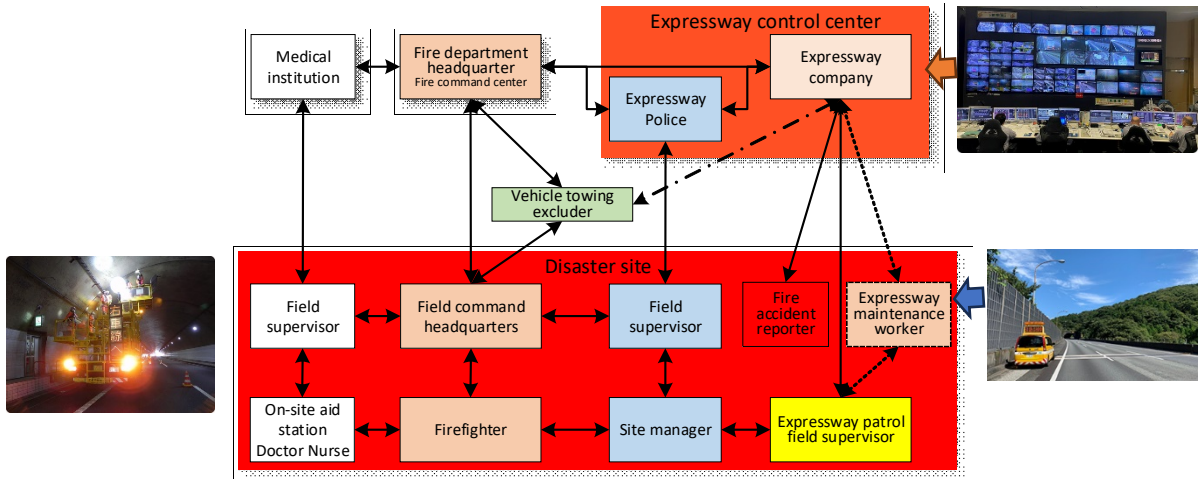 Expressway control center
Medical
institution
Fire department
headquarter
Fire command center
Expressway
company
Expressway
Police
Vehicle towing
excluder
Disaster site
Field
supervisor
Field command
headquarters
Field
supervisor
Fire
accident
reporter
Expressway
maintenance
worker
On-site aid
station
Doctor Nurse
Firefighter
Site manager
Expressway patrol
field supervisor